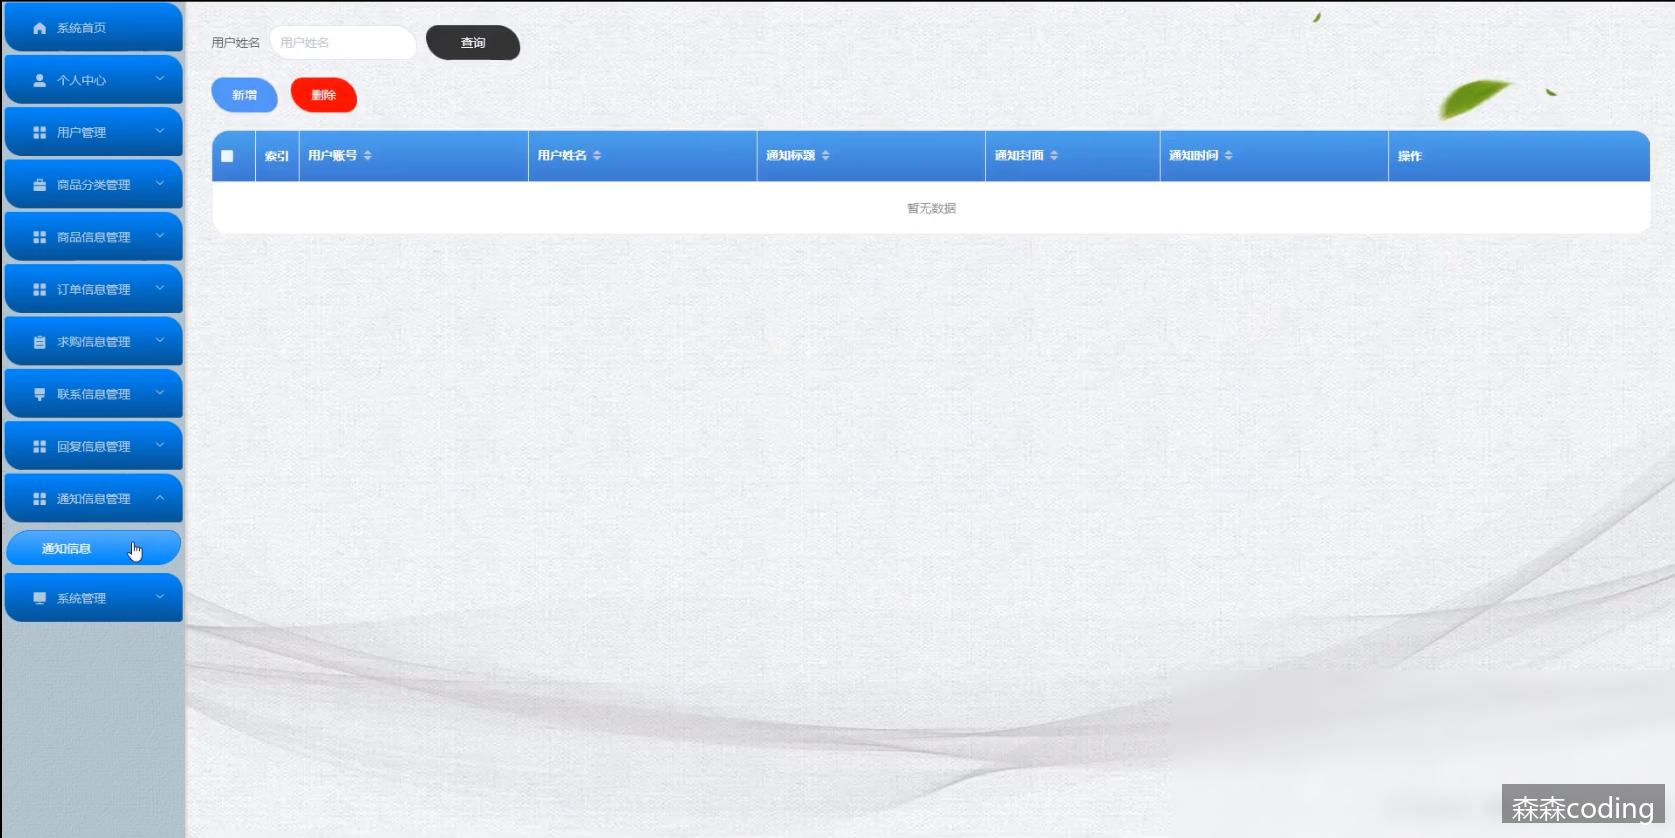 系统首页
个人中心
用户管理
商品分类管理
商品信息管理
订单信息管理
求购信息管理
联系信息管理
回复信息管理
通知信息管理
通知信息
系统管理
用户姓名 用户姓名 查询
新增 删除
索引 用户账号 用户姓名 通知标题 通知封面 通知时间 操作
暂无数据
森森coding